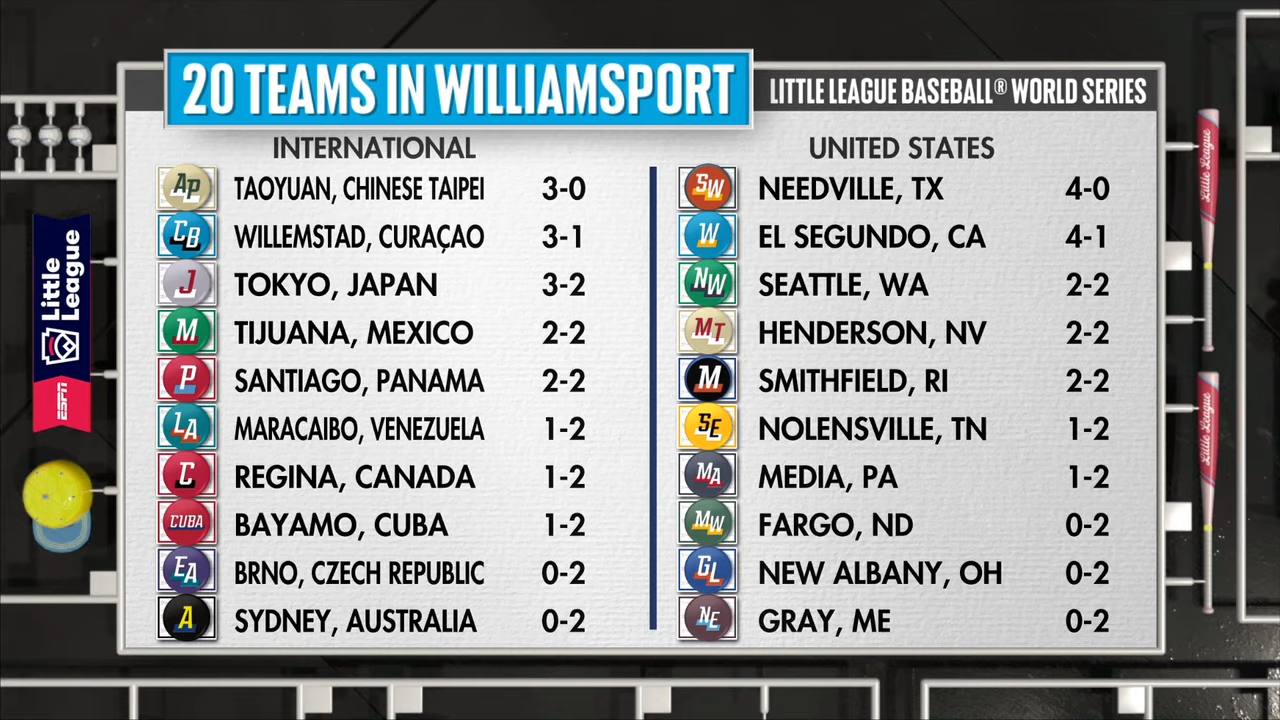 20 TEAMS IN WILLIAMSPORT
LITTLE LEAGUE BASEBALL® WORLD SERIES
INTERNATIONAL
AP TAOYUAN, CHINESE TAIPEI 3-0
CB WILLEMSTAD, CURAÇAO 3-1
J TOKYO, JAPAN 3-2
M TIJUANA, MEXICO 2-2
P SANTIAGO, PANAMA 2-2
LA MARACAIBO, VENEZUELA 1-2
C REGINA, CANADA 1-2
CUBA BAYAMO, CUBA 1-2
EA BRNO, CZECH REPUBLIC 0-2
A SYDNEY, AUSTRALIA 0-2
UNITED STATES
SW NEEDVILLE, TX 4-0
W EL SEGUNDO, CA 4-1
NW SEATTLE, WA 2-2
MT HENDERSON, NV 2-2
M SMITHFIELD, RI 2-2
SE NOLENSVILLE, TN 1-2
MA MEDIA, PA 1-2
MW FARGO, ND 0-2
GL NEW ALBANY, OH 0-2
NE GRAY, ME 0-2
Little
League
ESPN
Little League
Little League